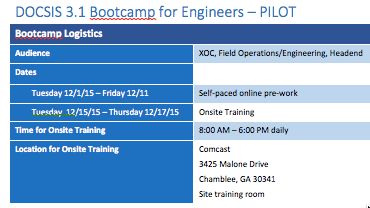 DOCSIS 3.1 Bootcamp for Engineers – PILOT
Bootcamp Logistics
Audience XOC, Field Operations/Engineering, Headend
Dates
Tuesday 12/1/15 – Friday 12/11 Self-paced online pre-work
Tuesday 12/15/15 – Thursday 12/17/15 Onsite Training
Time for Onsite Training 8:00 AM – 6:00 PM daily
Location for Onsite Training Comcast
3425 Malone Drive
Chamblee, GA 30341
Site training room